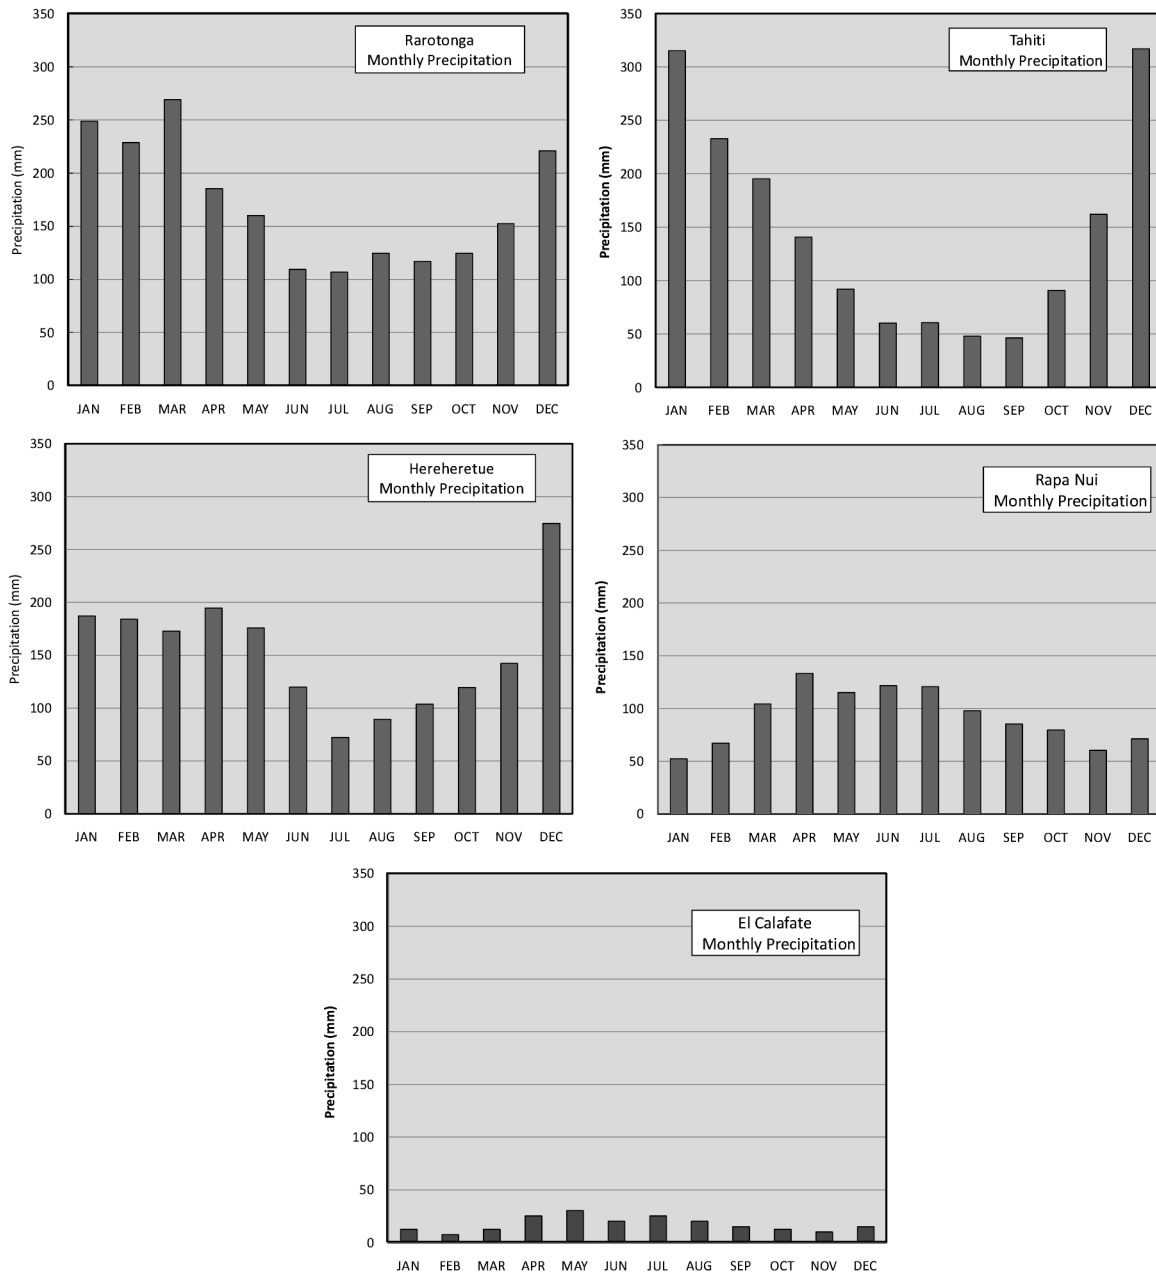 Rarotonga
Monthly Precipitation
Precipitation (mm)
350
300
250
200
150
100
50
0
JAN FEB MAR APR MAY JUN JUL AUG SEP OCT NOV DEC
Tahiti
Monthly Precipitation
Precipitation (mm)
350
300
250
200
150
100
50
0
JAN FEB MAR APR MAY JUN JUL AUG SEP OCT NOV DEC
Hereheretue
Monthly Precipitation
Precipitation (mm)
350
300
250
200
150
100
50
0
JAN FEB MAR APR MAY JUN JUL AUG SEP OCT NOV DEC
Rapa Nui
Monthly Precipitation
Precipitation (mm)
350
300
250
200
150
100
50
0
JAN FEB MAR APR MAY JUN JUL AUG SEP OCT NOV DEC
El Calafate
Monthly Precipitation
Precipitation (mm)
350
300
250
200
150
100
50
0
JAN FEB MAR APR MAY JUN JUL AUG SEP OCT NOV DEC